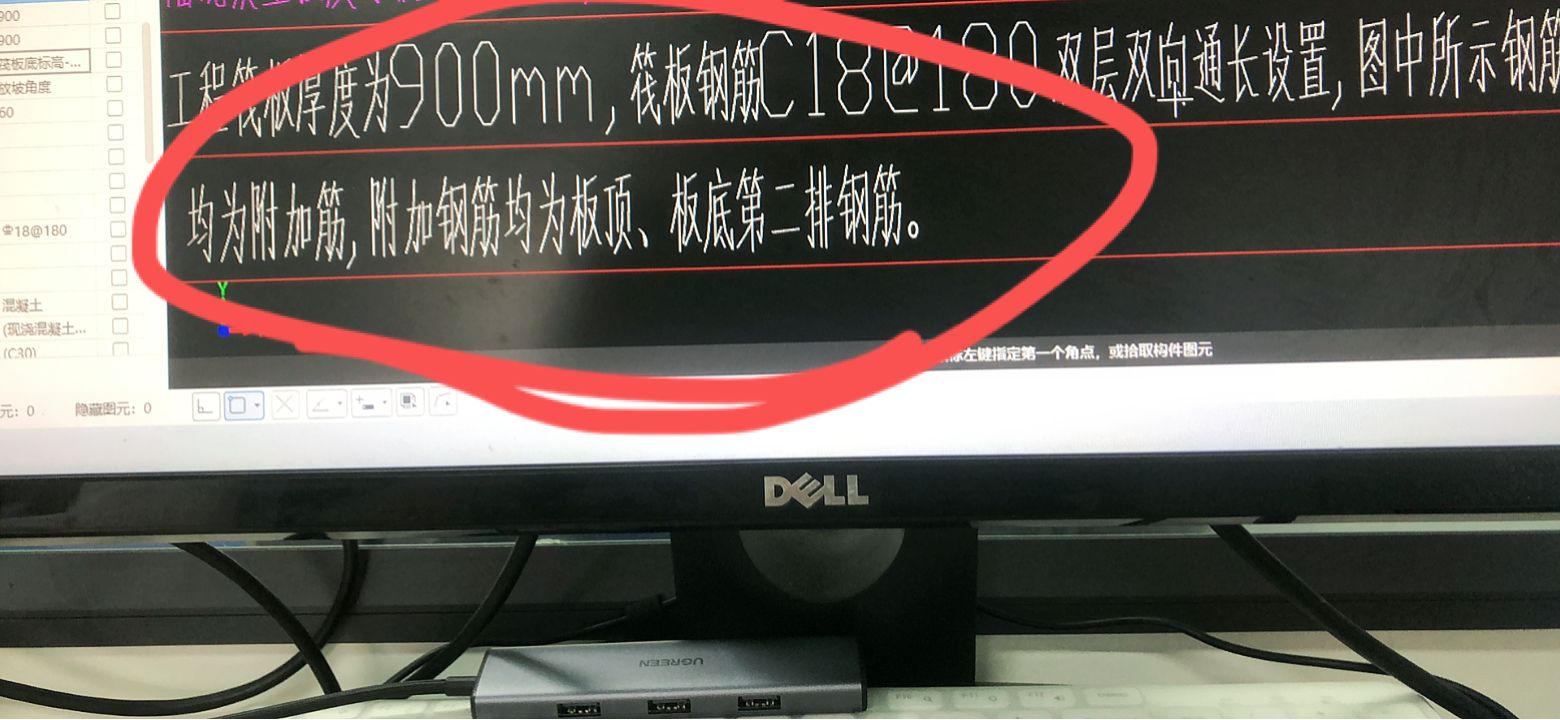 900
900
筏板底标高-...
放坡角度
60
工程筏板厚度为900mm,筏板钢筋C18@180双层双向通长设置,图中所示钢筋
均为附加筋,附加钢筋均为板顶、板底第二排钢筋。
18@180
Y
混凝土
(现浇混凝土...
(C30)
标左键指定第一个角点，或拾取构件图元
元：0 隐藏图元：0
DELL
UGREEN